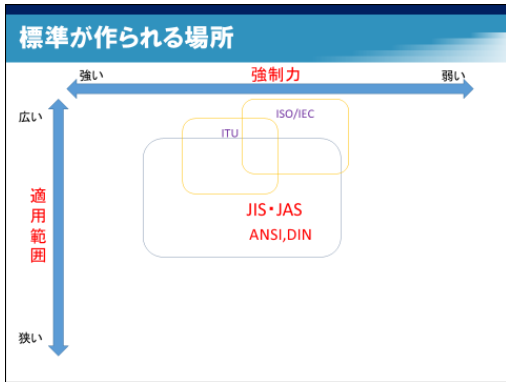 標準が作られる場所
強い
強制力
弱い
広い
ISO/IEC
ITU
適用範囲
JIS・JAS
ANSI,DIN
狭い